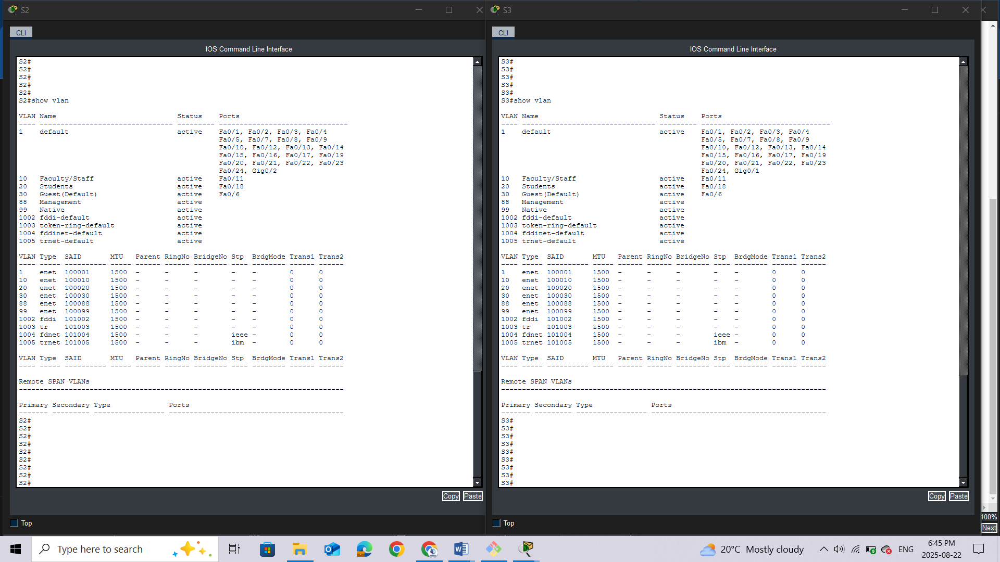 S2
CLI
IOS Command Line Interface
S2#
S2#
S2#
S2#
S2#
S2#show vlan
VLAN Name                             Status    Ports
---- -------------------------------- --------- -------------------------------
1    default                          active    Fa0/1, Fa0/2, Fa0/3, Fa0/4
                                                Fa0/5, Fa0/7, Fa0/8, Fa0/9
                                                Fa0/10, Fa0/12, Fa0/13, Fa0/14
                                                Fa0/15, Fa0/16, Fa0/17, Fa0/19
                                                Fa0/20, Fa0/21, Fa0/22, Fa0/23
                                                Fa0/24, Gig0/2
10   Faculty/Staff                    active    Fa0/11
20   Students                         active    Fa0/18
30   Guest(Default)                   active    Fa0/6
88   Management                       active
99   Native                           active
1002 fddi-default                     active
1003 token-ring-default               active
1004 fddinet-default                  active
1005 trnet-default                    active
VLAN Type  SAID       MTU   Parent RingNo BridgeNo Stp  BrdgMode Trans1 Trans2
---- ----- ---------- ----- ------ ------ -------- ---- -------- ------ ------
1    enet  100001     1500  -      -      -        -    -        0      0
10   enet  100010     1500  -      -      -        -    -        0      0
20   enet  100020     1500  -      -      -        -    -        0      0
30   enet  100030     1500  -      -      -        -    -        0      0
88   enet  100088     1500  -      -      -        -    -        0      0
99   enet  100099     1500  -      -      -        -    -        0      0
1002 fddi  101002     1500  -      -      -        -    -        0      0
1003 tr    101003     1500  -      -      -        -    -        0      0
1004 fdnet 101004     1500  -      -      -        ieee -        0      0
1005 trnet 101005     1500  -      -      -        ibm  -        0      0
VLAN Type  SAID       MTU   Parent RingNo BridgeNo Stp  BrdgMode Trans1 Trans2
---- ----- ---------- ----- ------ ------ -------- ---- -------- ------ ------
Remote SPAN VLANs
------------------------------------------------------------------------------
Primary Secondary Type              Ports
------- --------- ----------------- ------------------------------------------
S2#
S2#
S2#
S2#
S2#
S2#
S2#
S2#
S2#
Copy Paste
Top
S3
CLI
IOS Command Line Interface
S3#
S3#
S3#
S3#
S3#
S3#show vlan
VLAN Name                             Status    Ports
---- -------------------------------- --------- -------------------------------
1    default                          active    Fa0/1, Fa0/2, Fa0/3, Fa0/4
                                                Fa0/5, Fa0/7, Fa0/8, Fa0/9
                                                Fa0/10, Fa0/12, Fa0/13, Fa0/14
                                                Fa0/15, Fa0/16, Fa0/17, Fa0/19
                                                Fa0/20, Fa0/21, Fa0/22, Fa0/23
                                                Fa0/24, Gig0/1
10   Faculty/Staff                    active    Fa0/11
20   Students                         active    Fa0/18
30   Guest(Default)                   active    Fa0/6
88   Management                       active
99   Native                           active
1002 fddi-default                     active
1003 token-ring-default               active
1004 fddinet-default                  active
1005 trnet-default                    active
VLAN Type  SAID       MTU   Parent RingNo BridgeNo Stp  BrdgMode Trans1 Trans2
---- ----- ---------- ----- ------ ------ -------- ---- -------- ------ ------
1    enet  100001     1500  -      -      -        -    -        0      0
10   enet  100010     1500  -      -      -        -    -        0      0
20   enet  100020     1500  -      -      -        -    -        0      0
30   enet  100030     1500  -      -      -        -    -        0      0
88   enet  100088     1500  -      -      -        -    -        0      0
99   enet  100099     1500  -      -      -        -    -        0      0
1002 fddi  101002     1500  -      -      -        -    -        0      0
1003 tr    101003     1500  -      -      -        -    -        0      0
1004 fdnet 101004     1500  -      -      -        ieee -        0      0
1005 trnet 101005     1500  -      -      -        ibm  -        0      0
VLAN Type  SAID       MTU   Parent RingNo BridgeNo Stp  BrdgMode Trans1 Trans2
---- ----- ---------- ----- ------ ------ -------- ---- -------- ------ ------
Remote SPAN VLANs
------------------------------------------------------------------------------
Primary Secondary Type              Ports
------- --------- ----------------- ------------------------------------------
S3#
S3#
S3#
S3#
S3#
S3#
S3#
S3#
S3#
Copy Paste
Top
100%
Next
Type here to search
20°C Mostly cloudy
ENG
6:45 PM
2025-08-22